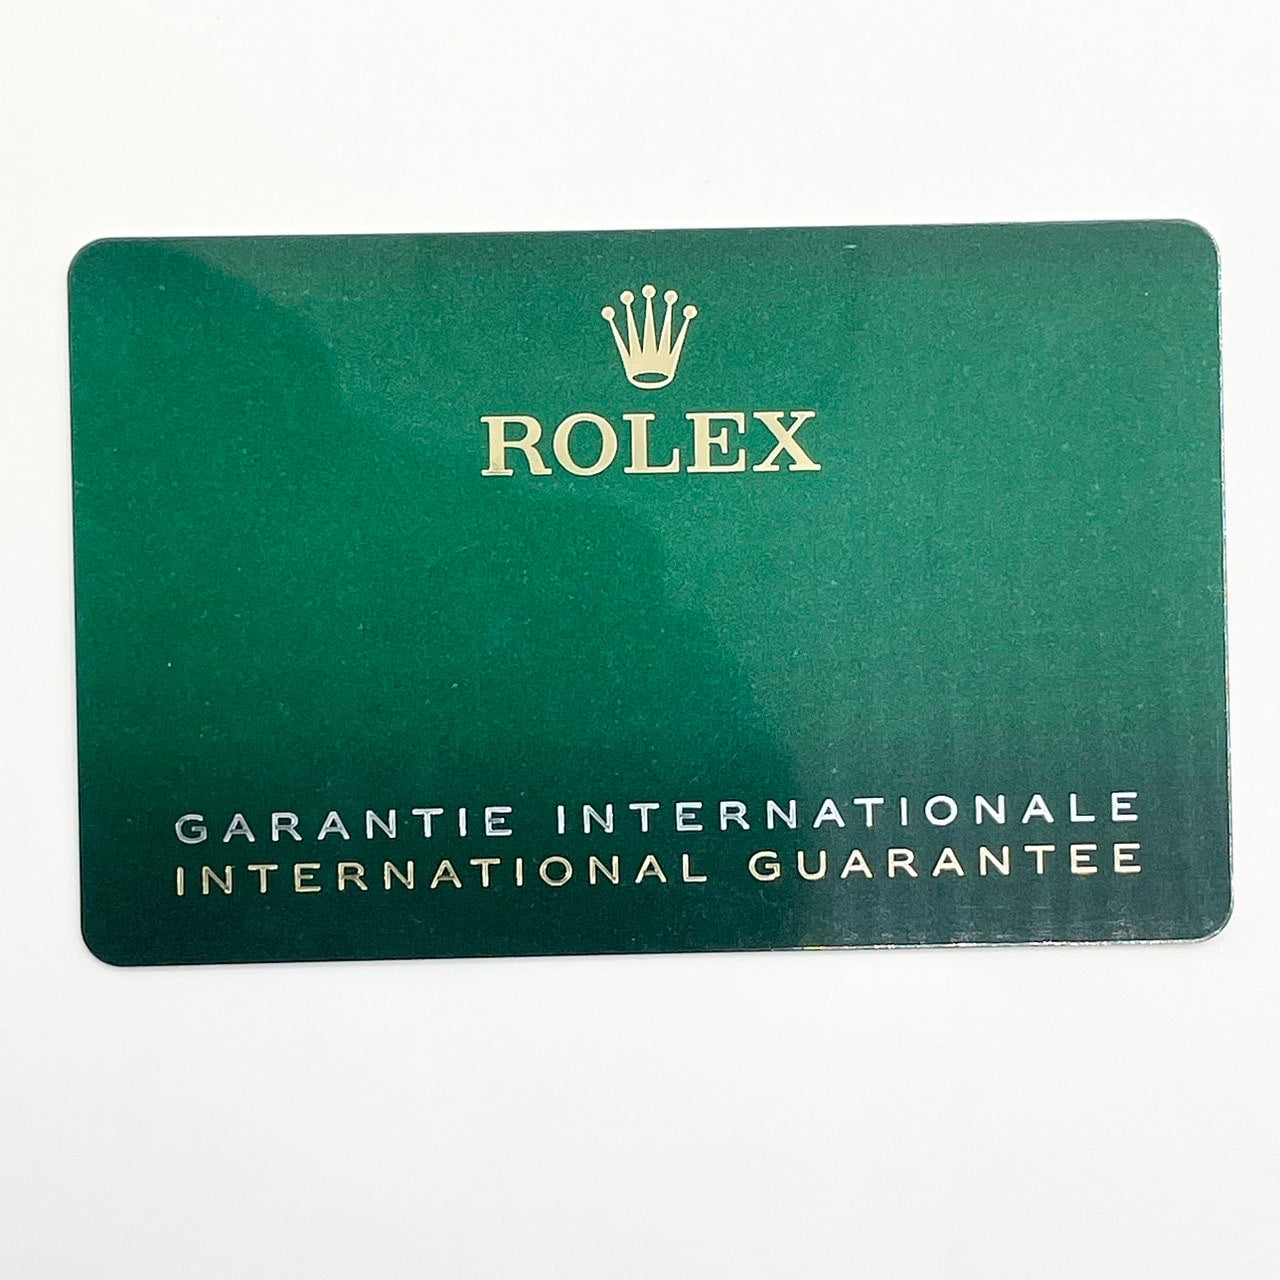 ROLEX
GARANTIE INTERNATIONALE
INTERNATIONAL GUARANTEE